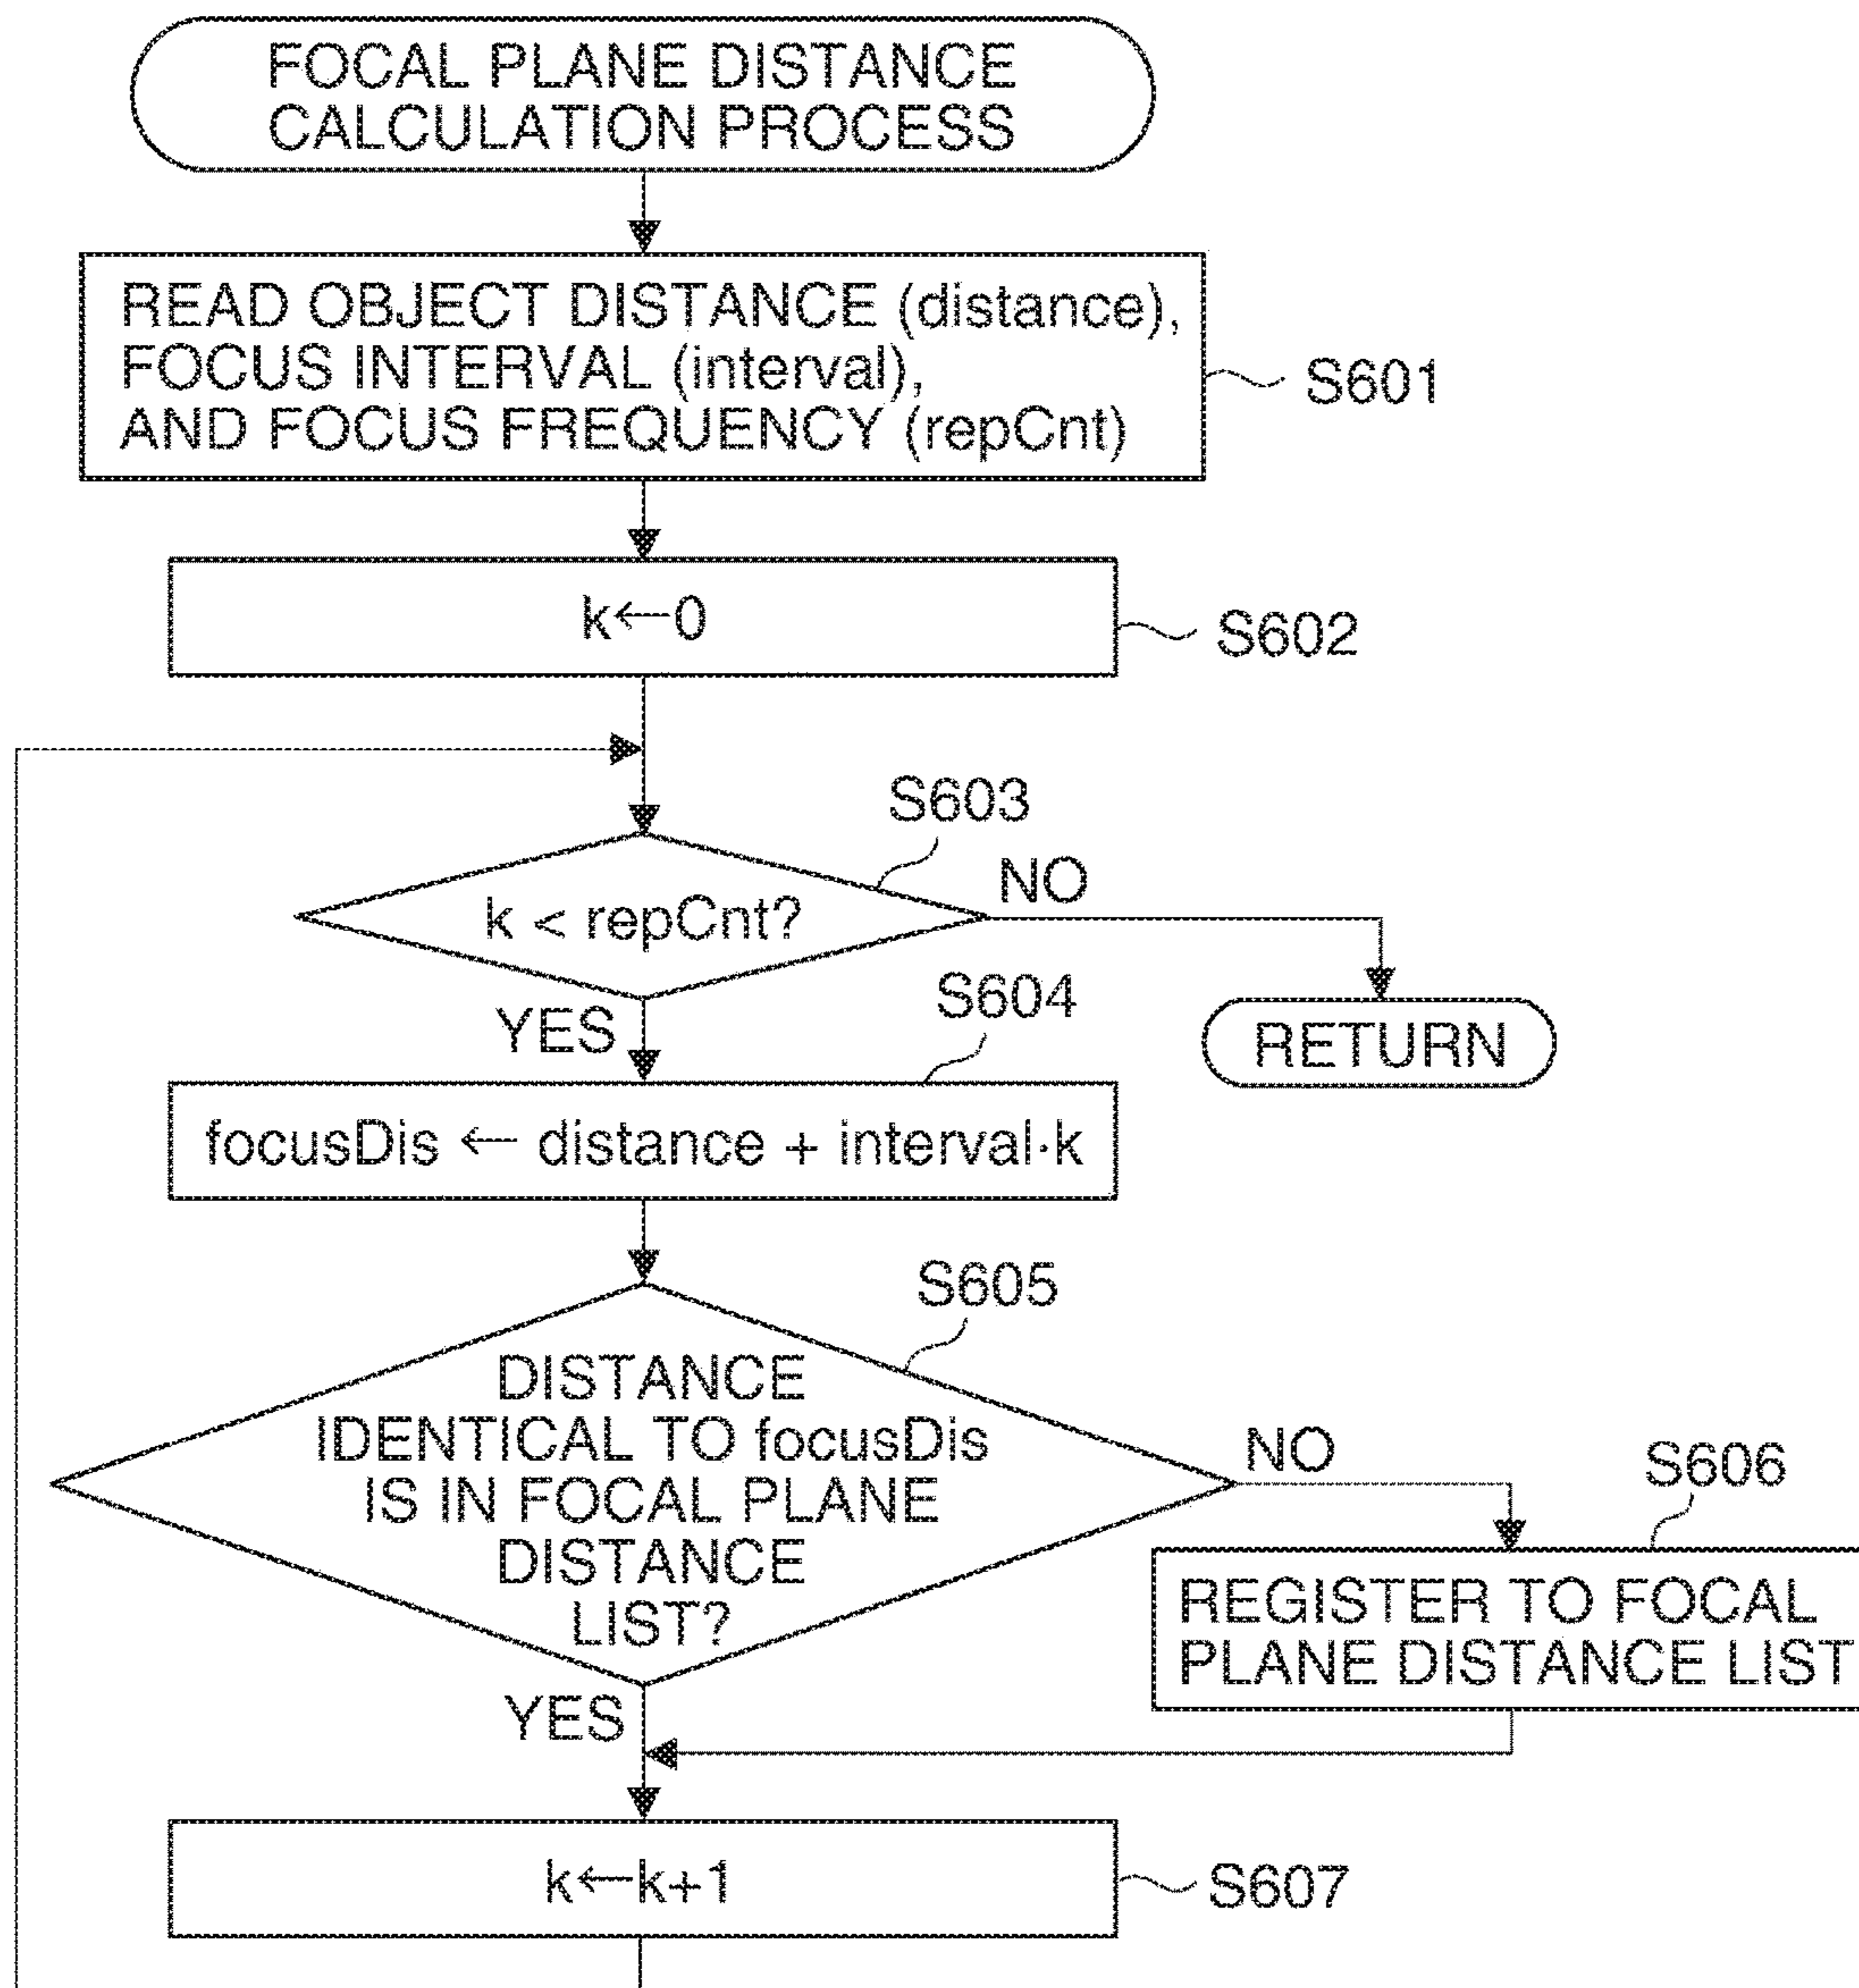 FOCAL PLANE DISTANCE
CALCULATION PROCESS
READ OBJECT DISTANCE (distance),
FOCUS INTERVAL (interval),
AND FOCUS FREQUENCY (repCnt)
S601
k←0
S602
S603
k < repCnt?
NO
YES
S604
RETURN
focusDis ← distance + interval·k
S605
DISTANCE
IDENTICAL TO focusDis
IS IN FOCAL PLANE
DISTANCE
LIST?
NO
S606
REGISTER TO FOCAL
PLANE DISTANCE LIST
YES
k←k+1
S607